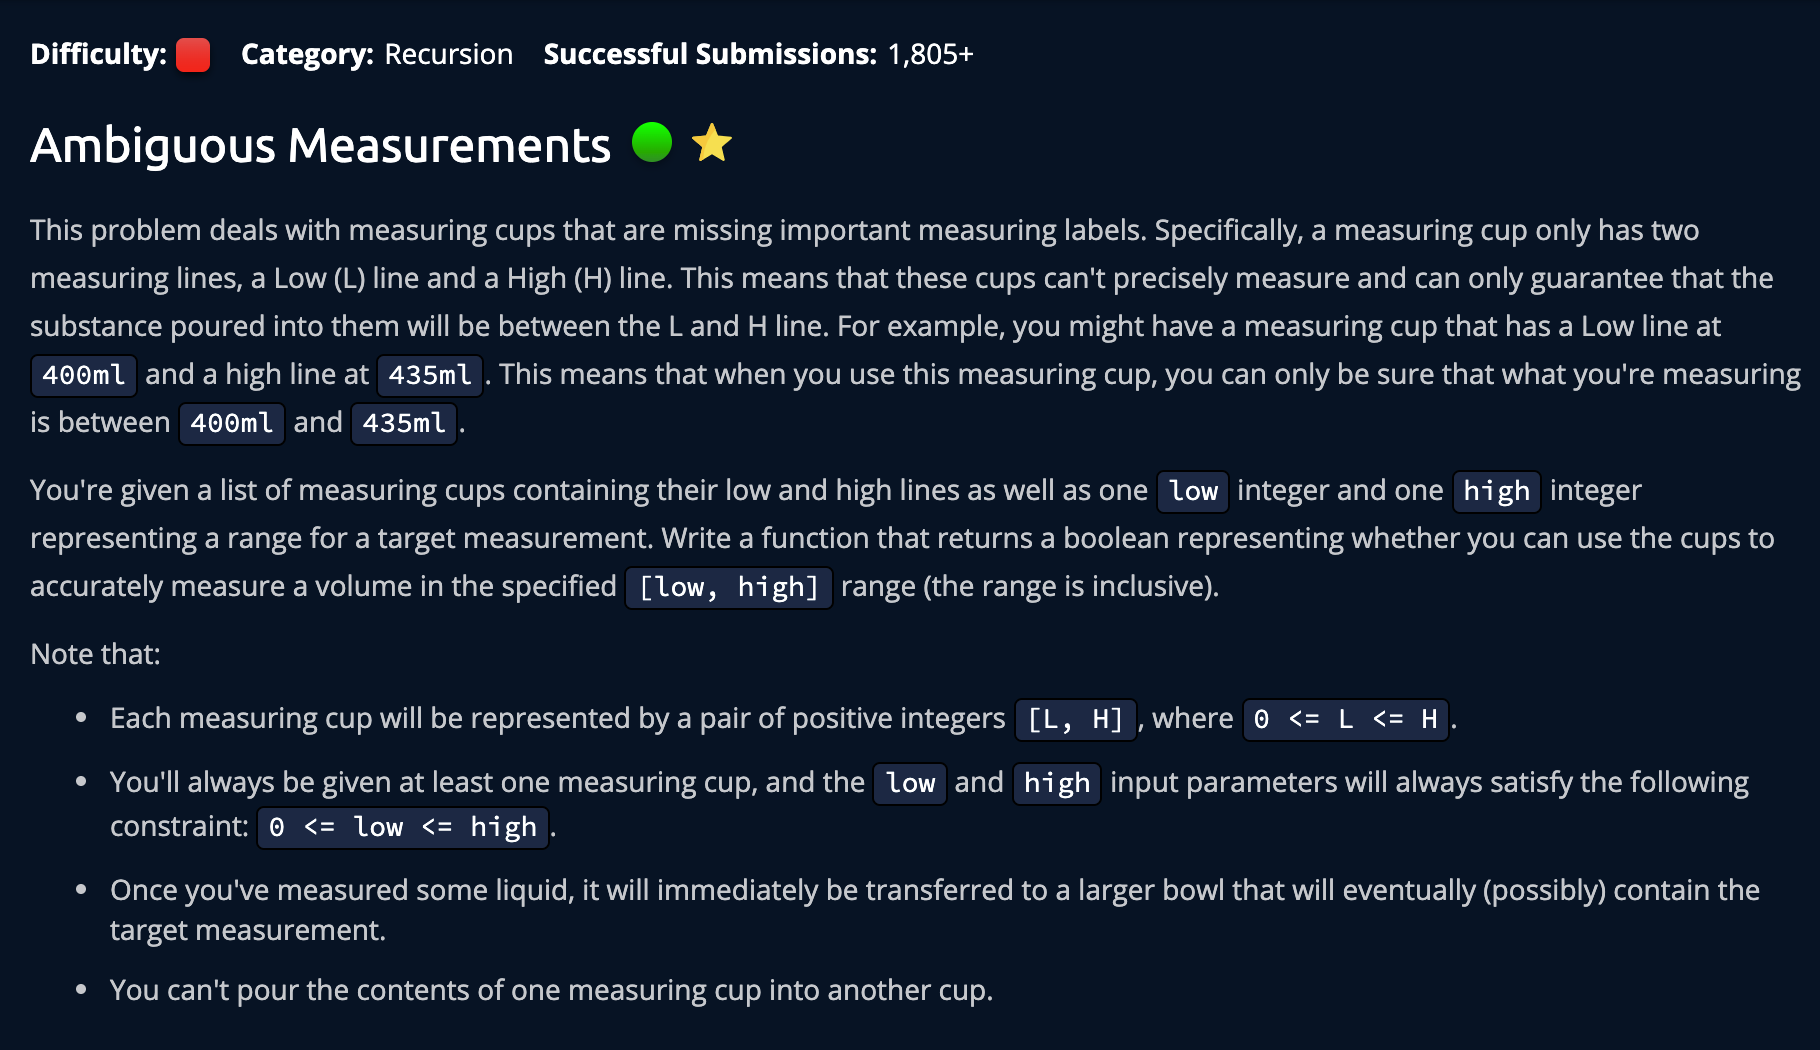 Difficulty: Category: Recursion Successful Submissions: 1,805+
Ambiguous Measurements
This problem deals with measuring cups that are missing important measuring labels. Specifically, a measuring cup only has two
measuring lines, a Low (L) line and a High (H) line. This means that these cups can't precisely measure and can only guarantee that the
substance poured into them will be between the L and H line. For example, you might have a measuring cup that has a Low line at
400ml and a high line at 435ml. This means that when you use this measuring cup, you can only be sure that what you're measuring
is between 400ml and 435ml.
You're given a list of measuring cups containing their low and high lines as well as one low integer and one high integer
representing a range for a target measurement. Write a function that returns a boolean representing whether you can use the cups to
accurately measure a volume in the specified [low, high] range (the range is inclusive).
Note that:
• Each measuring cup will be represented by a pair of positive integers [L, H], where 0 <= L <= H.
• You'll always be given at least one measuring cup, and the low and high input parameters will always satisfy the following
constraint: 0 <= low <= high.
• Once you've measured some liquid, it will immediately be transferred to a larger bowl that will eventually (possibly) contain the
target measurement.
• You can't pour the contents of one measuring cup into another cup.